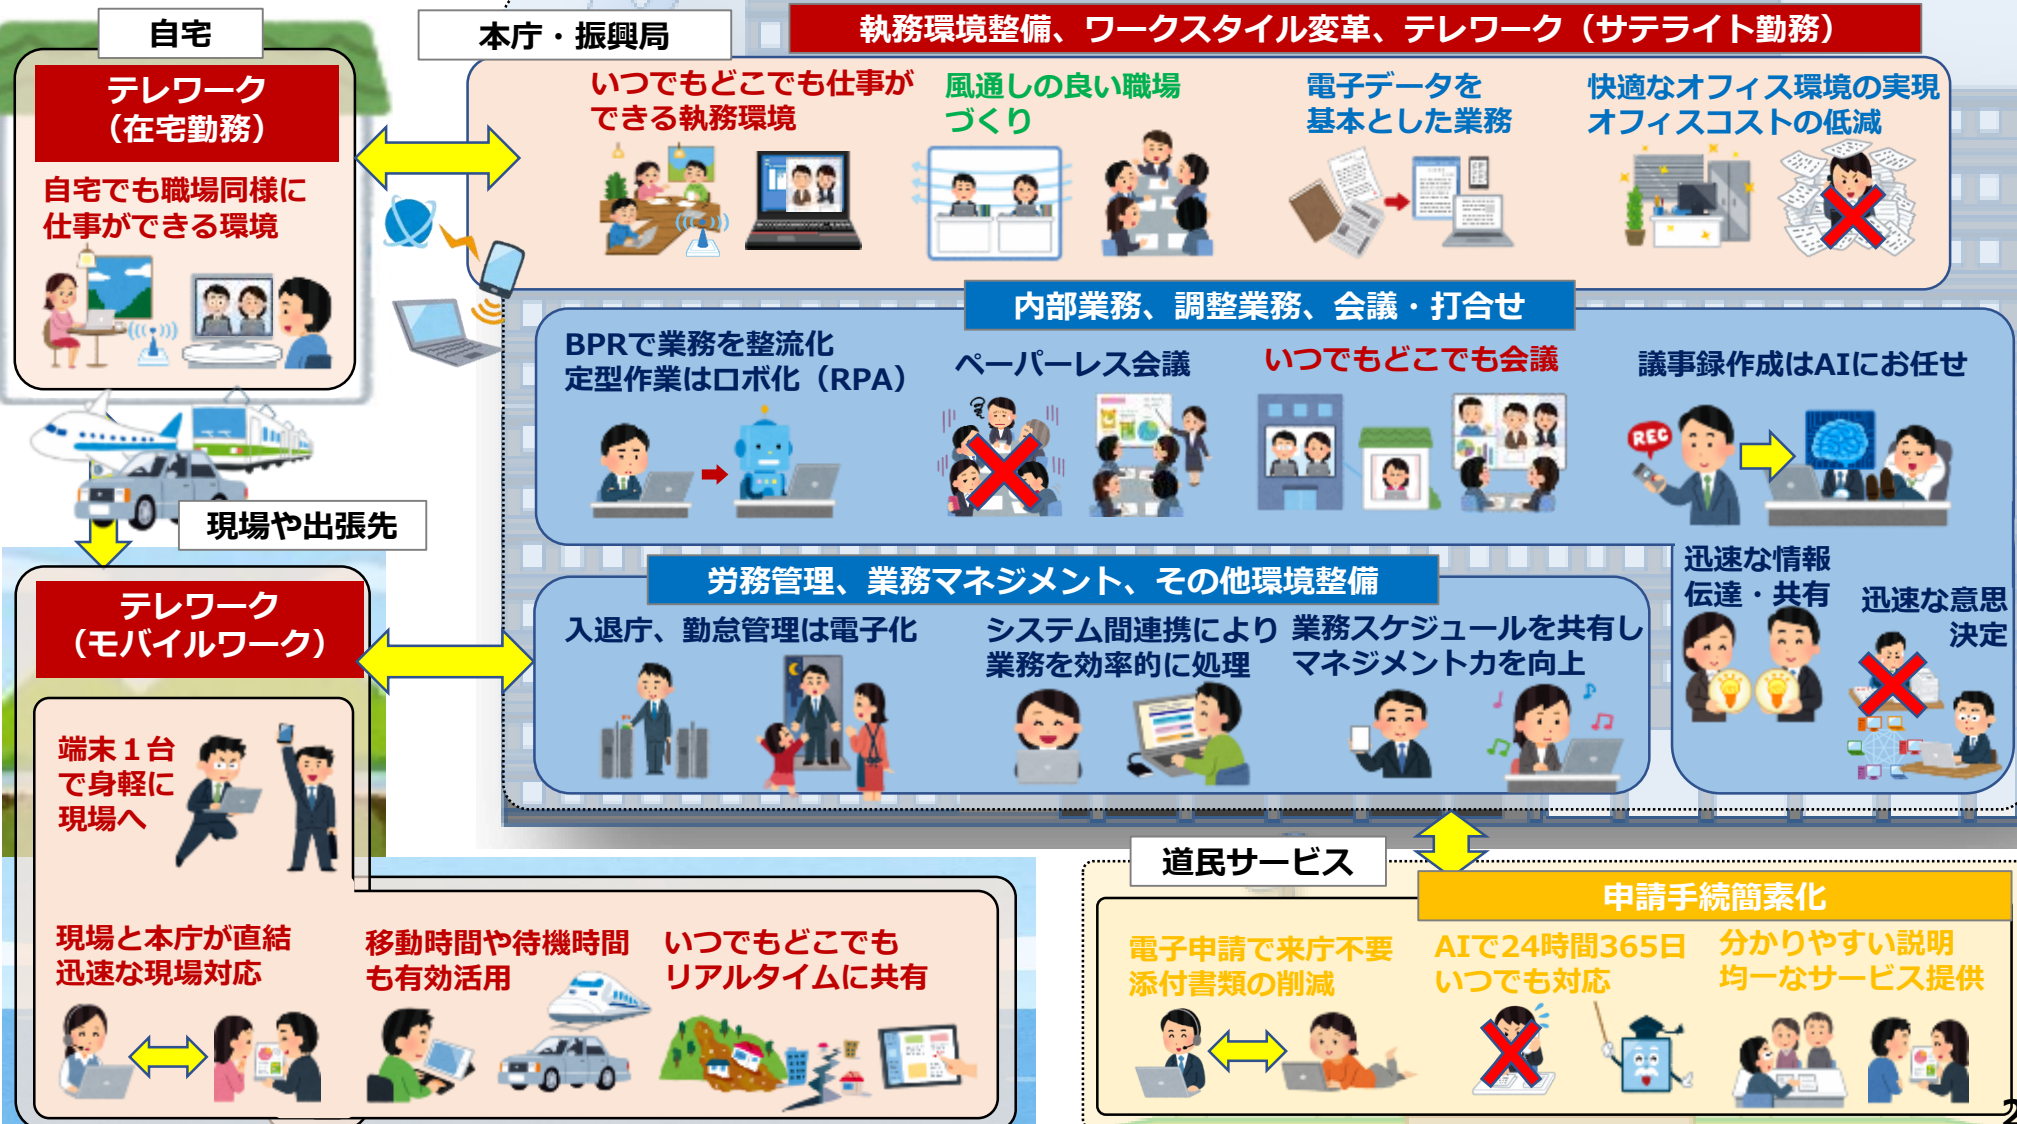 自宅
テレワーク
（在宅勤務）
自宅でも職場同様に
仕事ができる環境
本庁・振興局
執務環境整備、ワークスタイル変革、テレワーク（サテライト勤務）
いつでもどこでも仕事が
できる執務環境
風通しの良い職場
づくり
電子データを
基本とした業務
快適なオフィス環境の実現
オフィスコストの低減
内部業務、調整業務、会議・打合せ
BPRで業務を整流化
定型作業はロボ化（RPA）
ペーパーレス会議
いつでもどこでも会議
議事録作成はAIにお任せ
REC
迅速な情報
伝達・共有
迅速な意思
決定
労務管理、業務マネジメント、その他環境整備
入退庁、勤怠管理は電子化
システム間連携により
業務を効率的に処理
業務スケジュールを共有し
マネジメント力を向上
現場や出張先
テレワーク
（モバイルワーク）
端末１台
で身軽に
現場へ
現場と本庁が直結
迅速な現場対応
移動時間や待機時間
も有効活用
いつでもどこでも
リアルタイムに共有
道民サービス
申請手続簡素化
電子申請で来庁不要
添付書類の削減
AIで24時間365日
いつでも対応
分かりやすい説明
均一なサービス提供